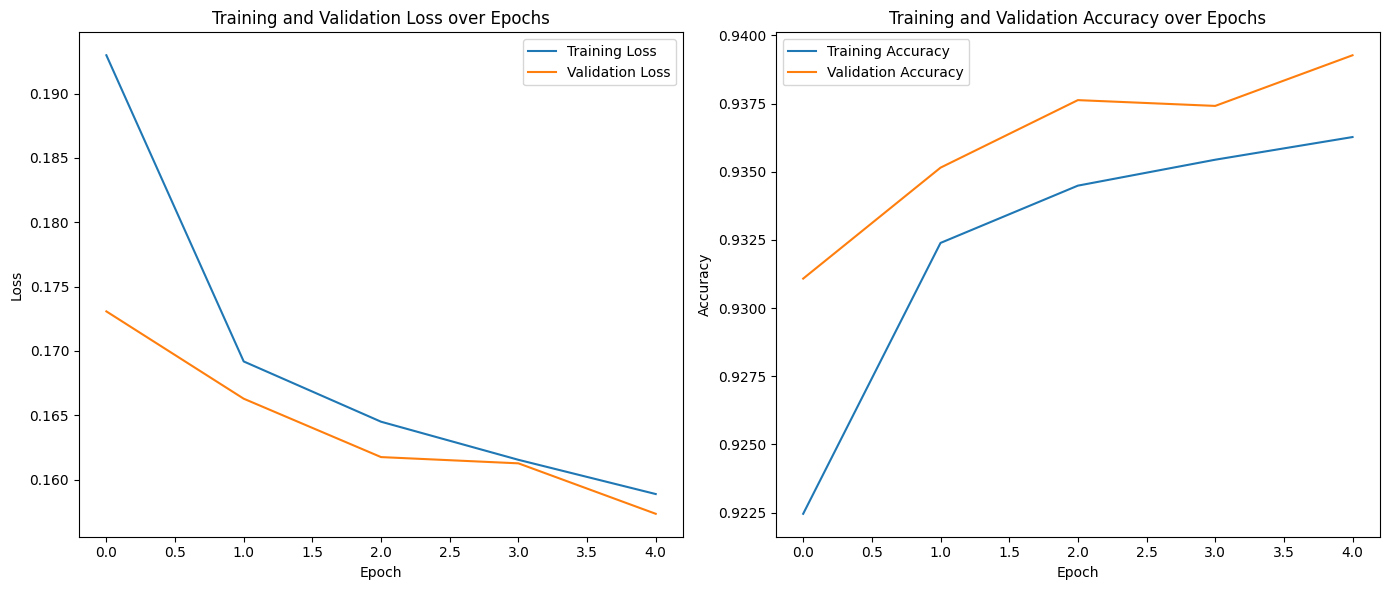 Training and Validation Loss over Epochs
Training Loss
Validation Loss
0.190
0.185
0.180
0.175
0.170
0.165
0.160
Loss
0.0 0.5 1.0 1.5 2.0 2.5 3.0 3.5 4.0
Epoch
Training and Validation Accuracy over Epochs
Training Accuracy
Validation Accuracy
0.9400
0.9375
0.9350
0.9325
0.9300
0.9275
0.9250
0.9225
Accuracy
0.0 0.5 1.0 1.5 2.0 2.5 3.0 3.5 4.0
Epoch